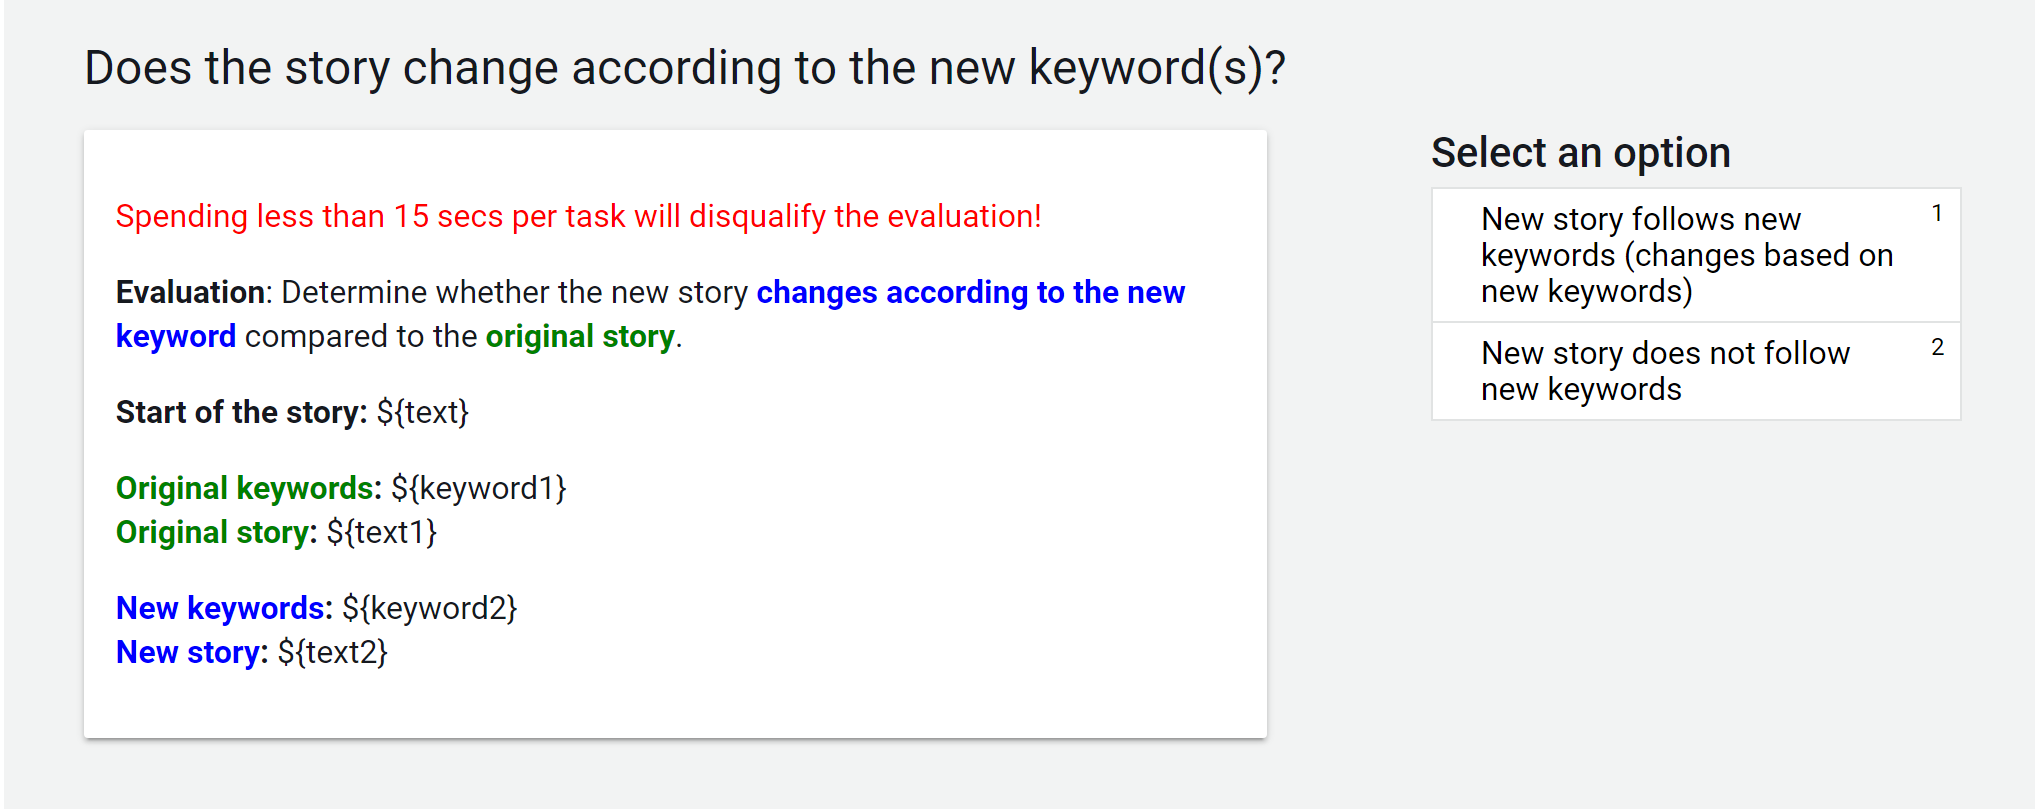 Does the story change according to the new keyword(s)?
Spending less than 15 secs per task will disqualify the evaluation!
Evaluation: Determine whether the new story changes according to the new
keyword compared to the original story.
Start of the story: ${text}
Original keywords: ${keyword1}
Original story: ${text1}
New keywords: ${keyword2}
New story: ${text2}
Select an option
New story follows new 1
keywords (changes based on
new keywords)
New story does not follow 2
new keywords